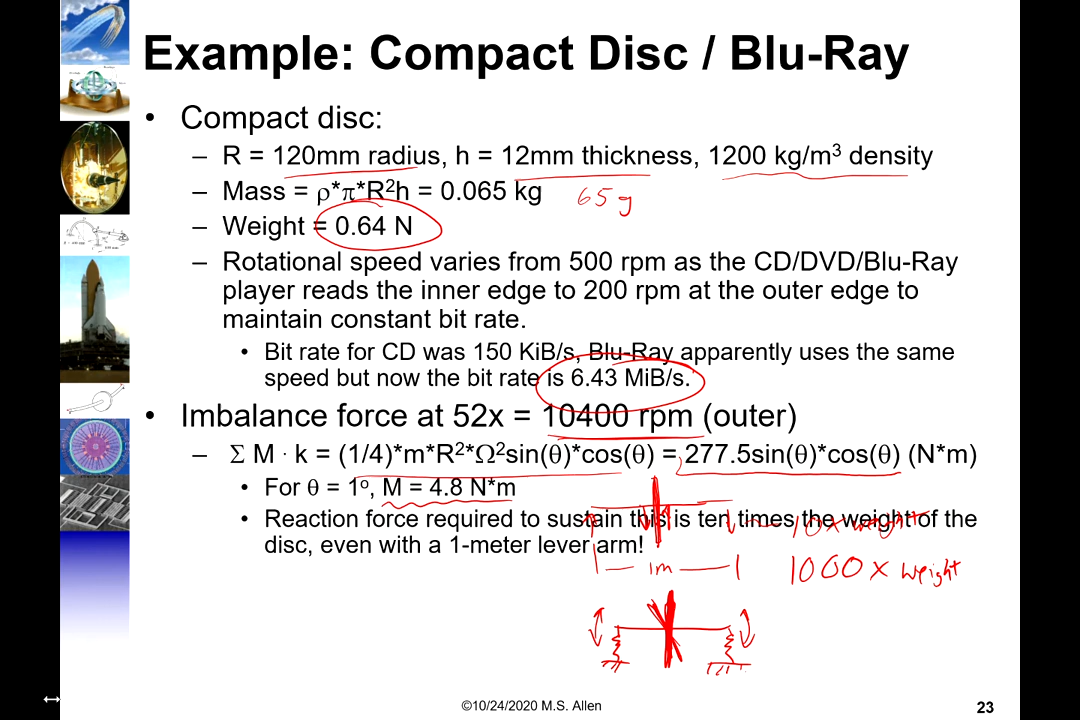 Example: Compact Disc / Blu-Ray
• Compact disc:
– R = 120mm radius, h = 12mm thickness, 1200 kg/m³ density
– Mass = ρ*π*R²h = 0.065 kg 65 g
– Weight = 0.64 N
– Rotational speed varies from 500 rpm as the CD/DVD/Blu-Ray
player reads the inner edge to 200 rpm at the outer edge to
maintain constant bit rate.
• Bit rate for CD was 150 KiB/s, Blu-Ray apparently uses the same
speed but now the bit rate is 6.43 MiB/s.
• Imbalance force at 52x = 10400 rpm (outer)
– Σ M · k = (1/4)*m*R²*Ω²sin(θ)*cos(θ) = 277.5sin(θ)*cos(θ) (N*m)
• For θ = 1º, M = 4.8 N*m
• Reaction force required to sustain this is ten times the weight of the
10x weight
disc, even with a 1-meter lever arm!
1m 1000x weight
©10/24/2020 M.S. Allen 23